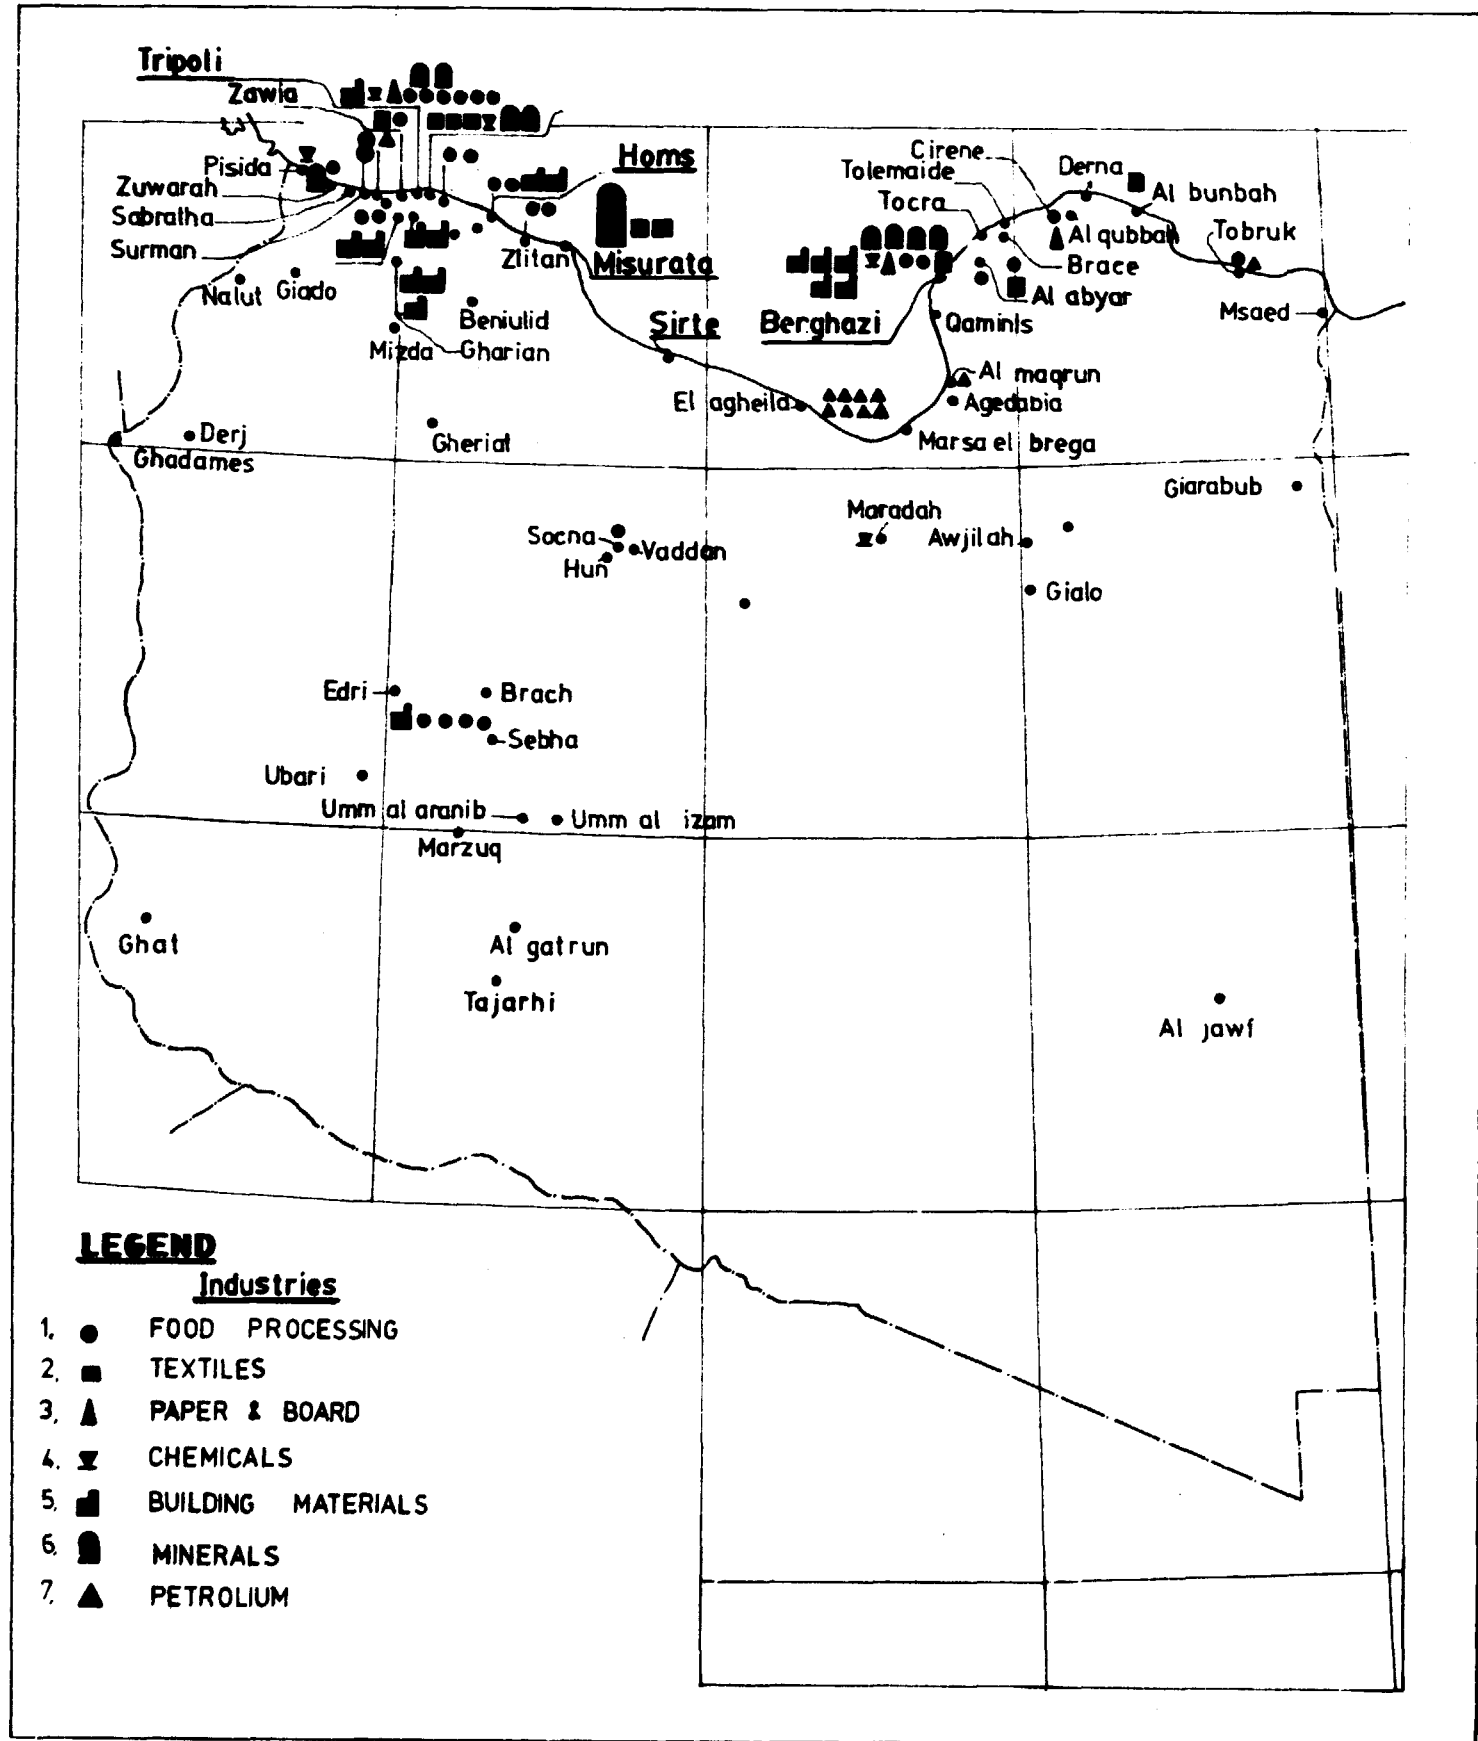 Tripoli
Zawia
Pisida
Zuwarah
Sabratha
Surman
Nalut
Giado
Homs
Zlitan
Misurata
Beniulid
Mizda
Gharian
Sirte
Cirene
Tolemaide
Tocra
Derna
Al bunbah
Al qubbah
Tobruk
Brace
Al abyar
Berghazi
Qaminis
Msaed
Al maqrun
El agheila
Agedabia
Marsa el brega
Derj
Ghadames
Gheriat
Giarabub
Maradah
Awjilah
Socna
Vaddan
Hun
Gialo
Edri
Brach
Sebha
Ubari
Umm al aranib
Umm al izam
Marzuq
Ghat
Al gatrun
Tajarhi
Al jawf
LEGEND
Industries
1. FOOD PROCESSING
2. TEXTILES
3. PAPER & BOARD
4. CHEMICALS
5. BUILDING MATERIALS
6. MINERALS
7. PETROLIUM